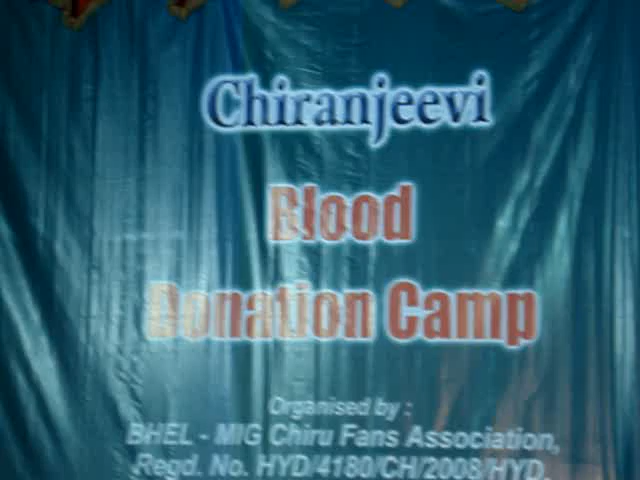 Chiranjeevi
Blood
Donation Camp
Organised by :
BHEL - MIG Chiru Fans Association,
Regd. No. HYD/4180/CH/2008/HYD.